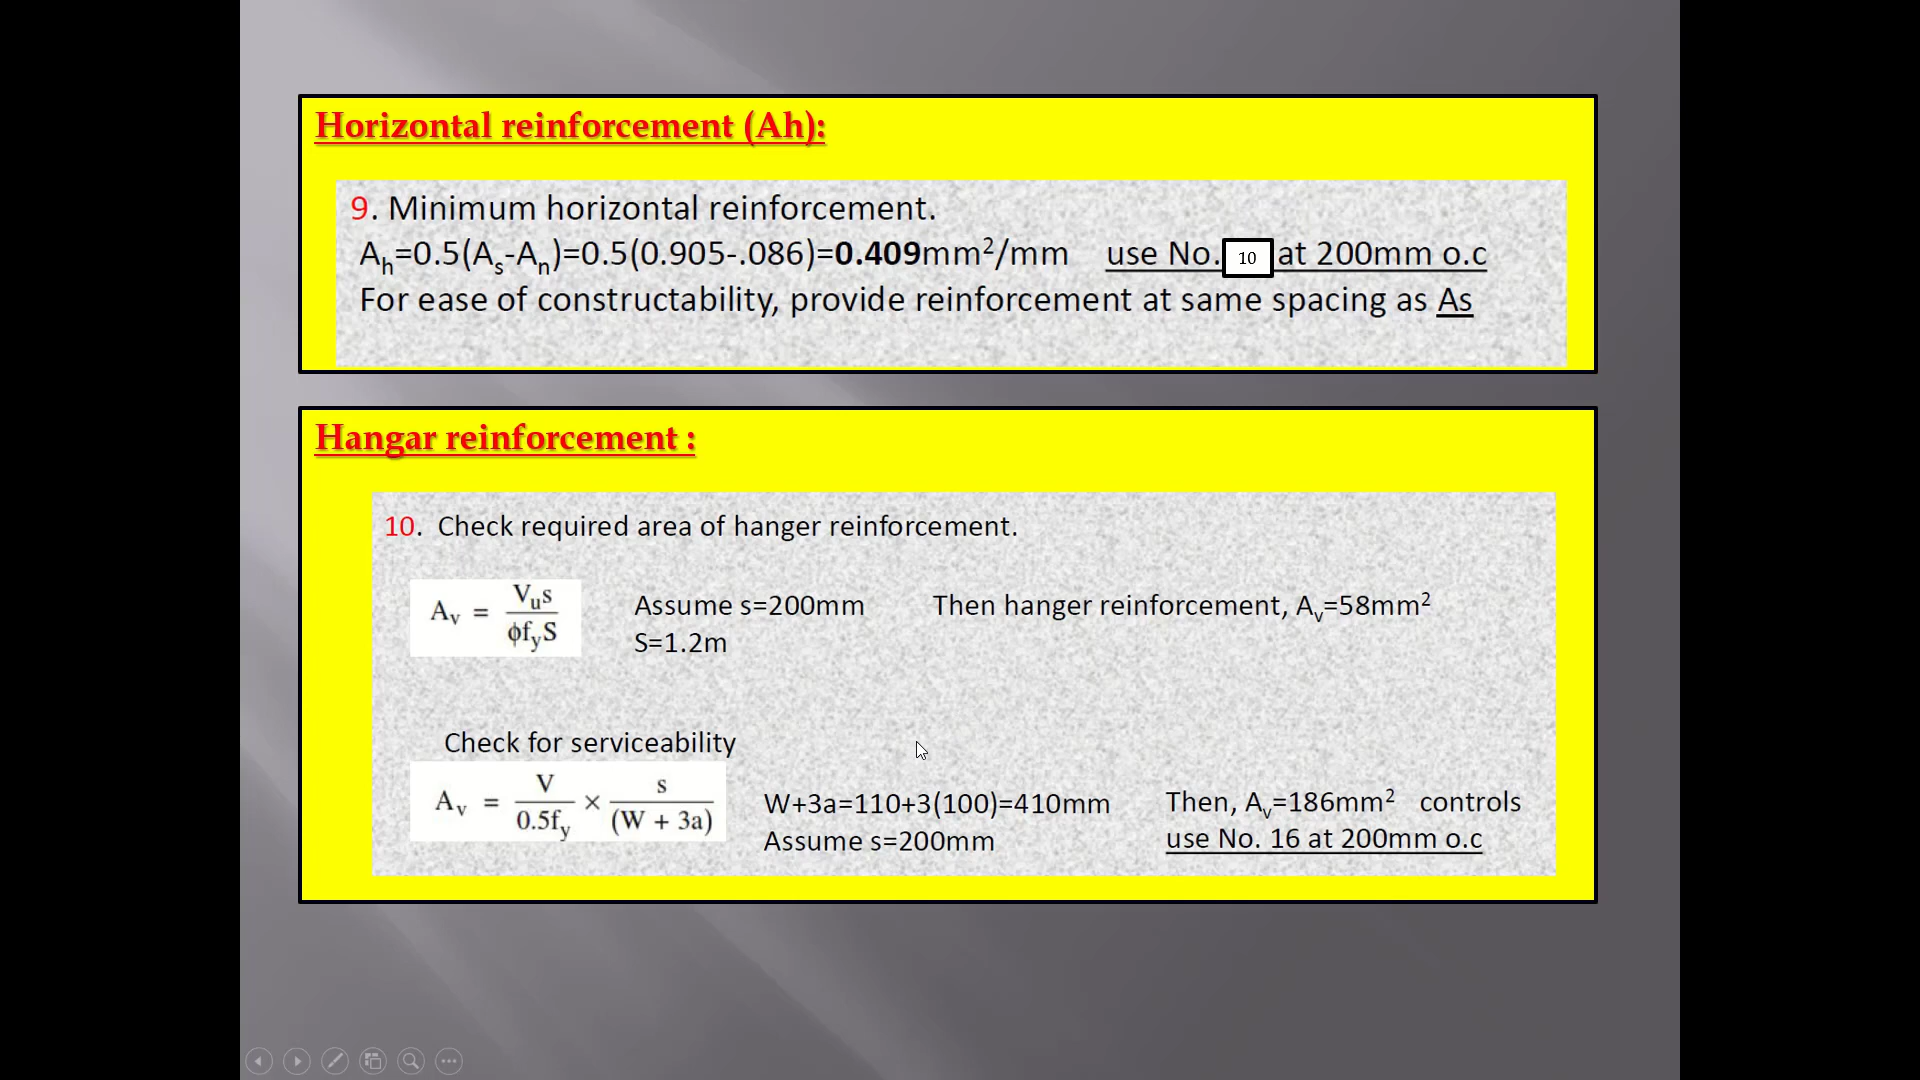 Horizontal reinforcement (Ah):
9. Minimum horizontal reinforcement.
Ah=0.5(As-An)=0.5(0.905-.086)=0.409mm²/mm use No. 10 at 200mm o.c
For ease of constructability, provide reinforcement at same spacing as As
Hangar reinforcement :
10. Check required area of hanger reinforcement.
Av = Vus / ϕfyS
Assume s=200mm
S=1.2m
Then hanger reinforcement, Av=58mm²
Check for serviceability
Av = V / 0.5fy × s / (W + 3a)
W+3a=110+3(100)=410mm
Assume s=200mm
Then, Av=186mm² controls
use No. 16 at 200mm o.c